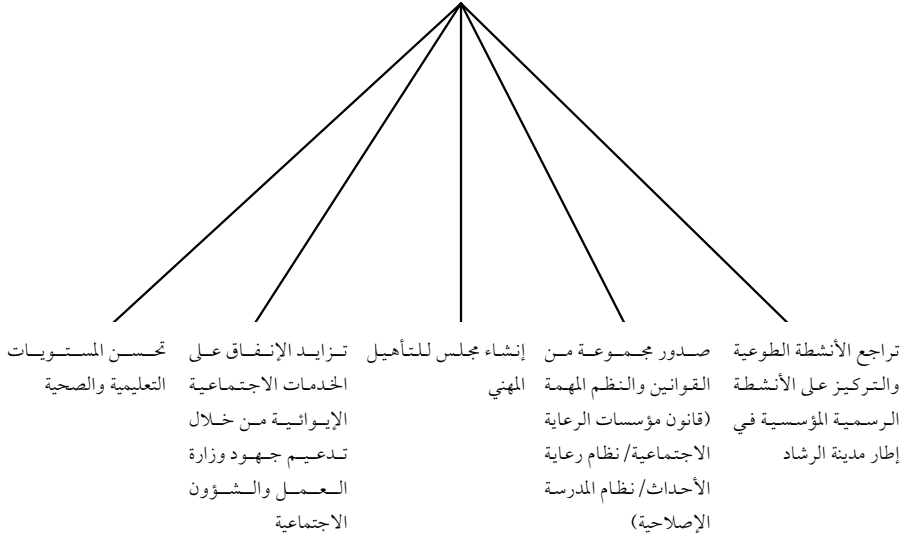 تراجع الأنشطة الطوعية
والتركيز على الأنشطة
الرسمية المؤسسية في
إطار مدينة الرشاد
صدور مجموعة من
القوانين والنظم المهمة
(قانون مؤسسات الرعاية
الاجتماعية/ نظام رعاية
الأحداث/ نظام المدرسة
الإصلاحية)
إنشاء مجلس للتأهيل
المهني
تزايد الإنفاق على
الخدمات الاجتماعية
الإيوائية من خلال
تدعيم جهود وزارة
العمل والشؤون
الاجتماعية
تحسن المستويات
التعليمية والصحية